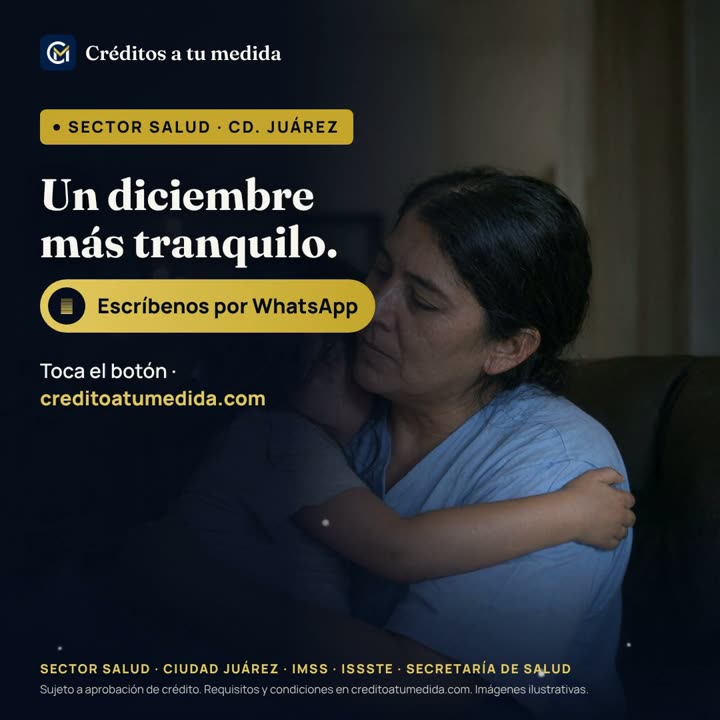 Créditos a tu medida
• SECTOR SALUD · CD. JUÁREZ
Un diciembre
más tranquilo.
Escríbenos por WhatsApp
Toca el botón ·
creditoatumedida.com
SECTOR SALUD · CIUDAD JUÁREZ · IMSS · ISSSTE · SECRETARÍA DE SALUD
Sujeto a aprobación de crédito. Requisitos y condiciones en creditoatumedida.com. Imágenes ilustrativas.